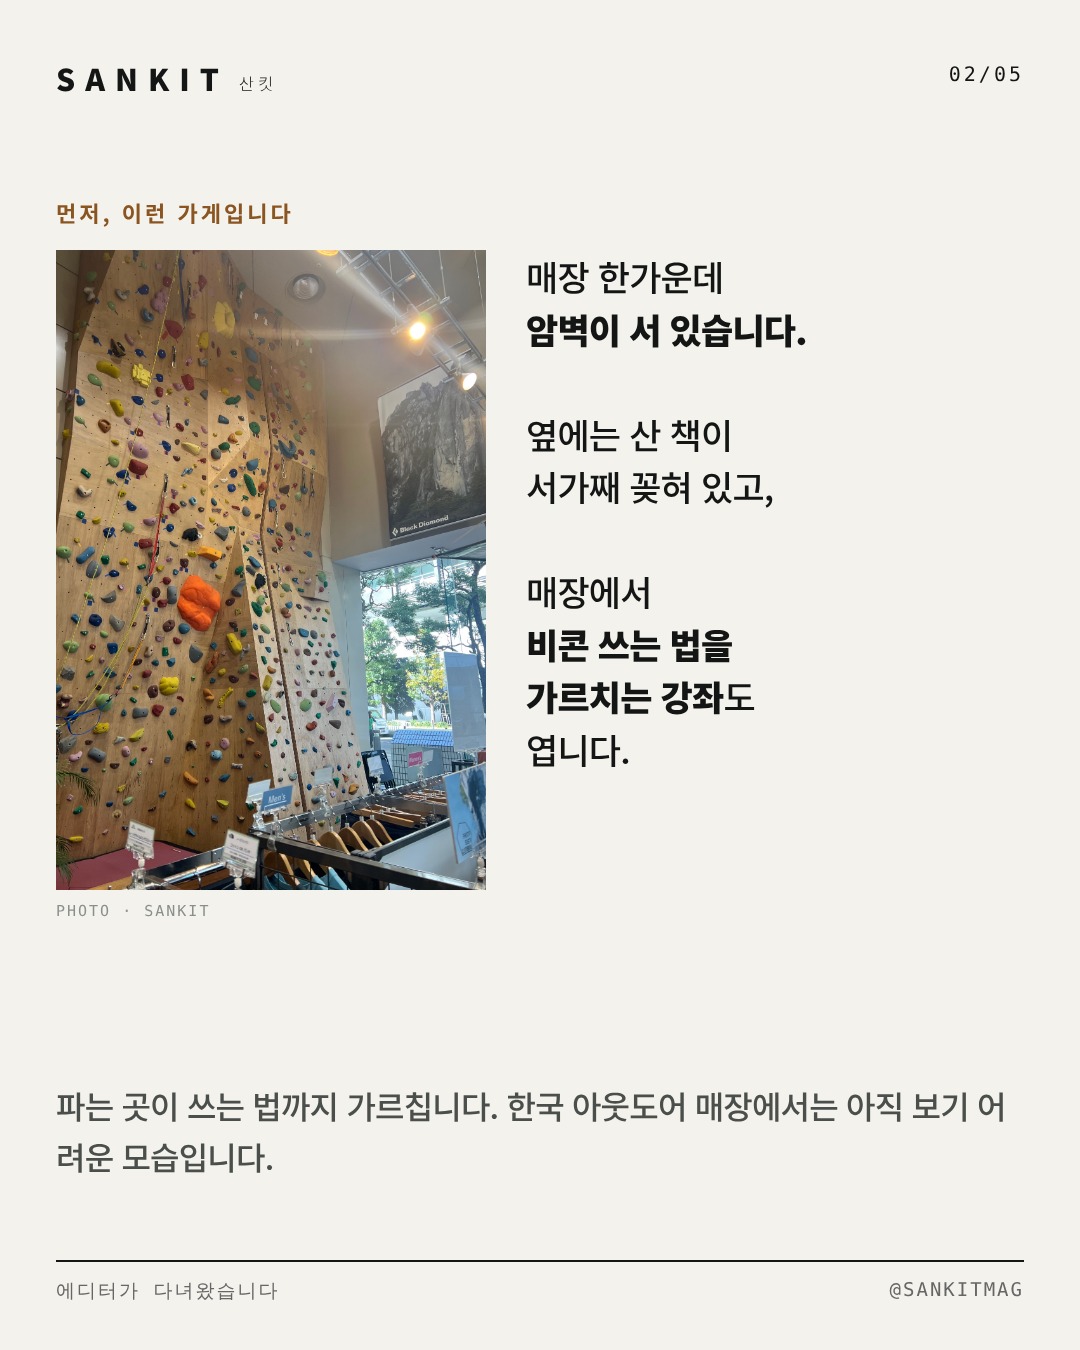 SANKIT 산킷
02/05
먼저, 이런 가게입니다
매장 한가운데
암벽이 서 있습니다.
옆에는 산 책이
서가째 꽂혀 있고,
매장에서
비콘 쓰는 법을
가르치는 강좌도
엽니다.
Black Diamond
Men's
PHOTO · SANKIT
파는 곳이 쓰는 법까지 가르칩니다. 한국 아웃도어 매장에서는 아직 보기 어
려운 모습입니다.
에디터가 다녀왔습니다
@SANKITMAG